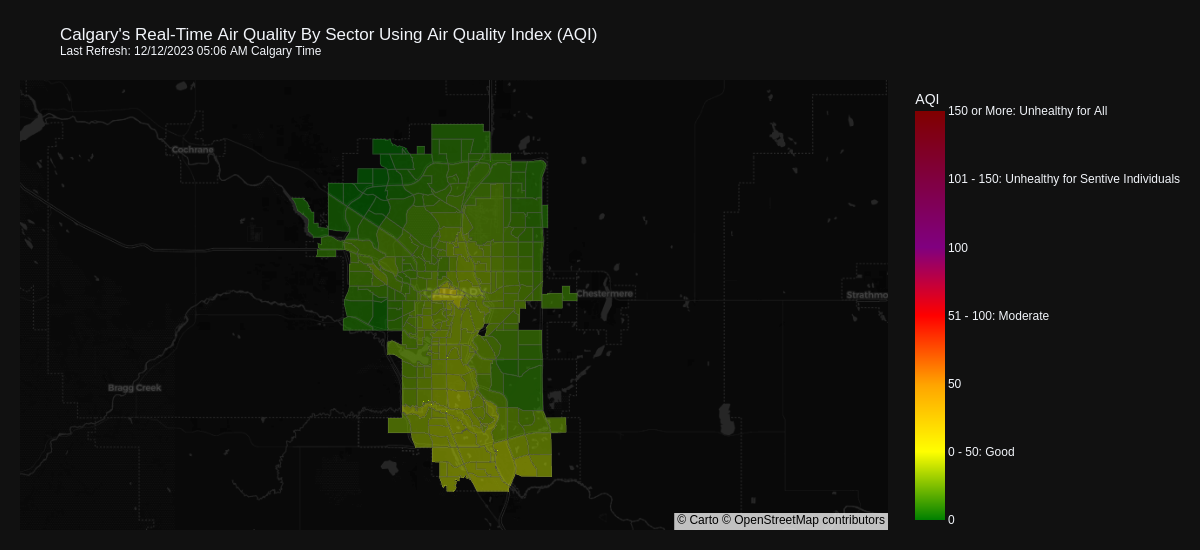 Calgary's Real-Time Air Quality By Sector Using Air Quality Index (AQI)
Last Refresh: 12/12/2023 05:06 AM Calgary Time
AQI
150 or More: Unhealthy for All
Cochrane
101 - 150: Unhealthy for Sentive Individuals
100
CALGARY
Chestermere
Strathmo
51 - 100: Moderate
50
Bragg Creek
0 - 50: Good
0
© Carto © OpenStreetMap contributors